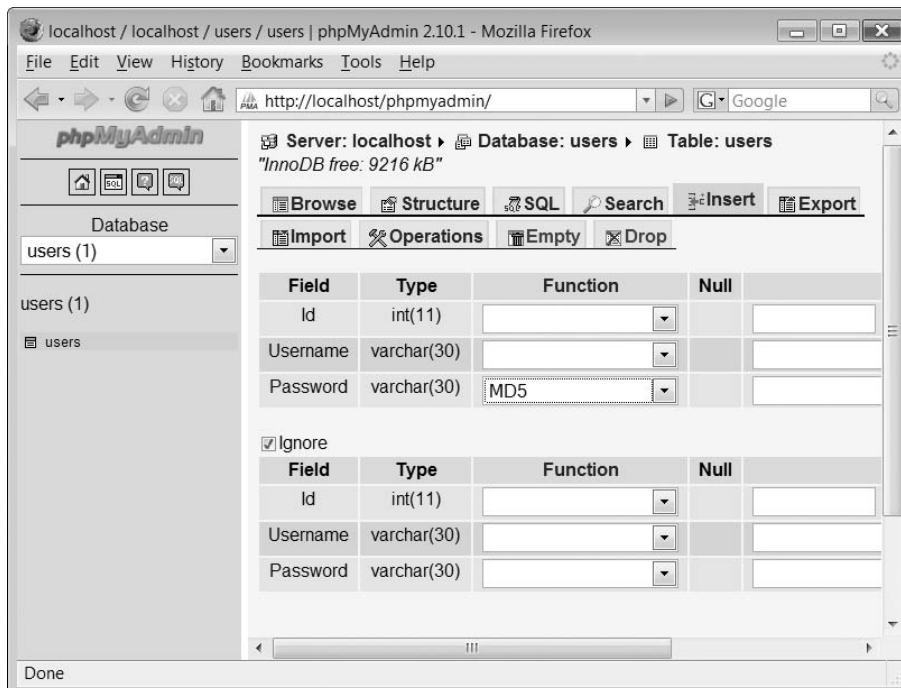 localhost / localhost / users / users | phpMyAdmin 2.10.1 - Mozilla Firefox
File Edit View History Bookmarks Tools Help
PMA http://localhost/phpmyadmin/ G Google
phpMyAdmin
SQL ? SQL
Database
users (1)
users (1)
users
Server: localhost Database: users Table: users
"InnoDB free: 9216 kB"
Browse Structure SQL Search Insert Export
Import Operations Empty Drop
Field Type Function Null
Id int(11)
Username varchar(30)
Password varchar(30) MD5
Ignore
Field Type Function Null
Id int(11)
Username varchar(30)
Password varchar(30)
Done